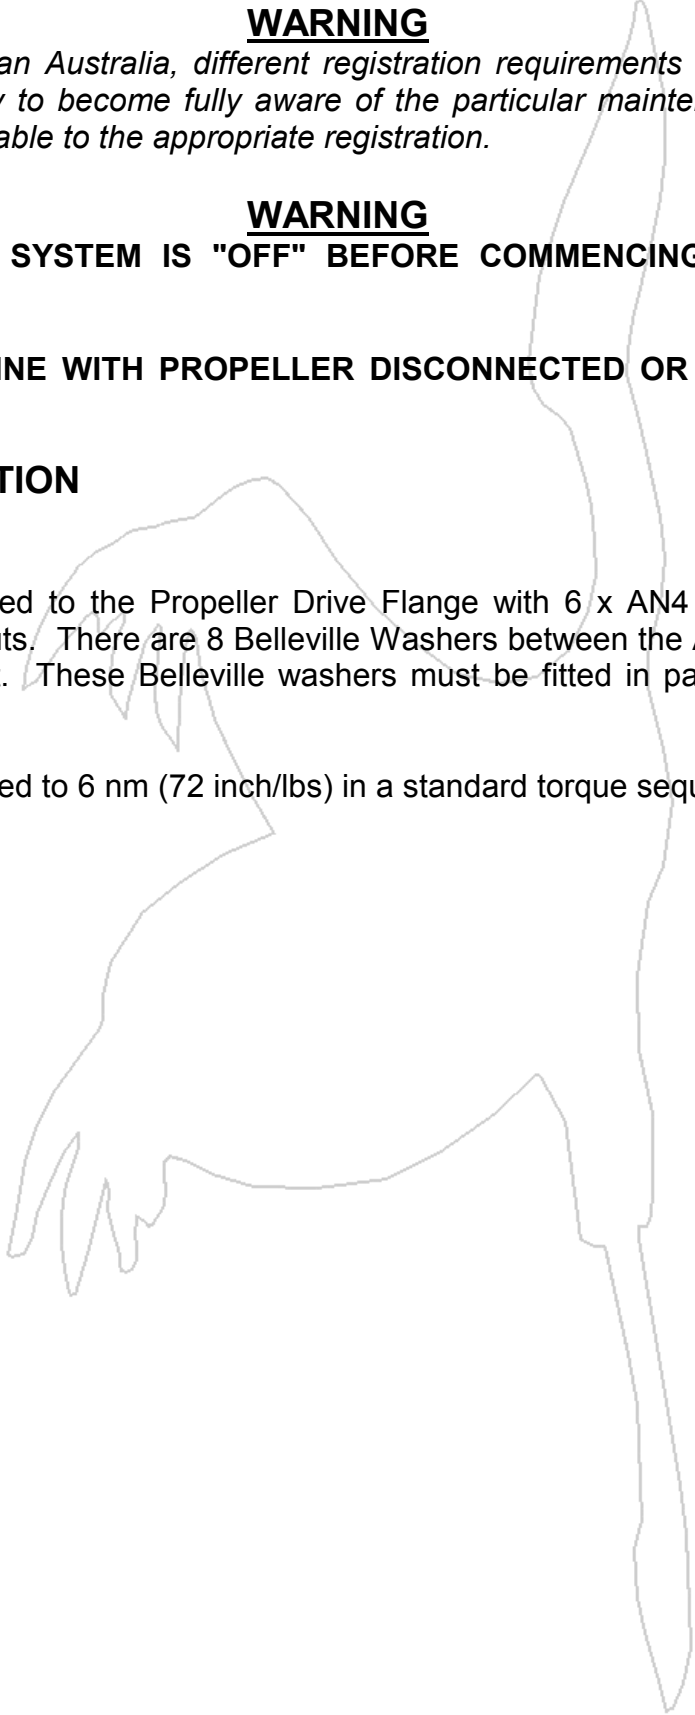 WARNING
an Australia, different registration requirements
y to become fully aware of the particular mainte
able to the appropriate registration.
WARNING
SYSTEM IS "OFF" BEFORE COMMENCING
INE WITH PROPELLER DISCONNECTED OR
TION
ed to the Propeller Drive Flange with 6 x AN4
uts. There are 8 Belleville Washers between the A
. These Belleville washers must be fitted in pa
ed to 6 nm (72 inch/lbs) in a standard torque sequ